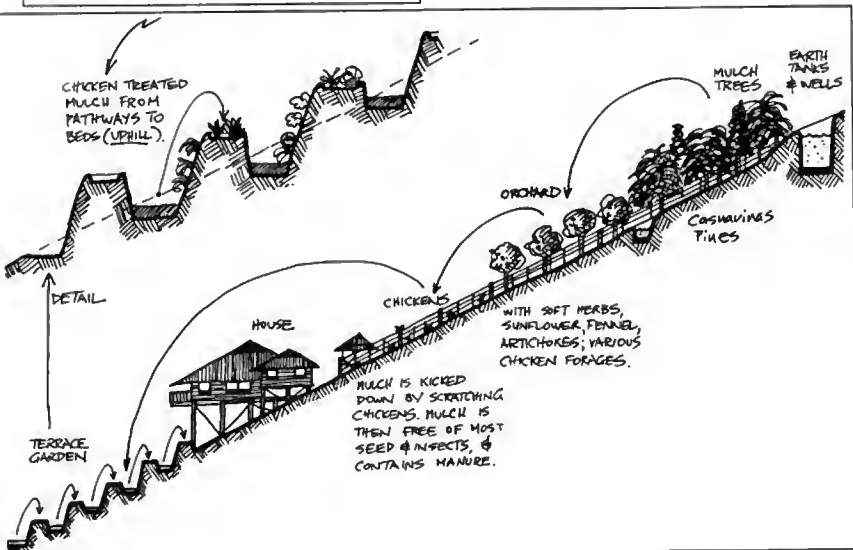 CHICKEN TREATED
MULCH FROM
PATHWAYS TO
BEDS (UPHILL).
MULCH
TREES
EARTH
TANKS
& WELLS
ORCHARD
Casuarinas
Pines
DETAIL
CHICKENS
WITH SOFT HERBS,
SUNFLOWER, FENNEL,
ARTICHOKES; VARIOUS
CHICKEN FORAGES.
HOUSE
MULCH IS KICKED
DOWN BY SCRATCHING
CHICKENS. MULCH IS
THEN FREE OF MOST
SEED & INSECTS, &
CONTAINS MANURE.
TERRACE
GARDEN